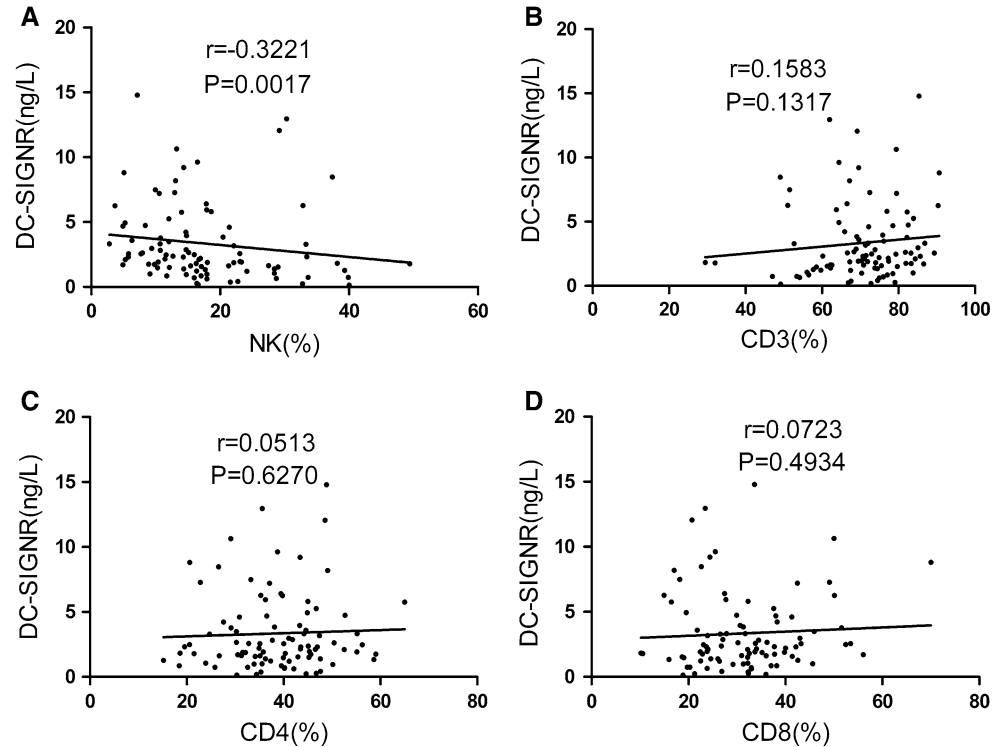 A
DC-SIGNR(ng/L)
20
15
10
5
0
r=-0.3221
P=0.0017
0 20 40 60
NK(%)
B
DC-SIGNR(ng/L)
20
15
10
5
0
r=0.1583
P=0.1317
0 20 40 60 80 100
CD3(%)
C
DC-SIGNR(ng/L)
20
15
10
5
0
r=0.0513
P=0.6270
0 20 40 60 80
CD4(%)
D
DC-SIGNR(ng/L)
20
15
10
5
0
r=0.0723
P=0.4934
0 20 40 60 80
CD8(%)